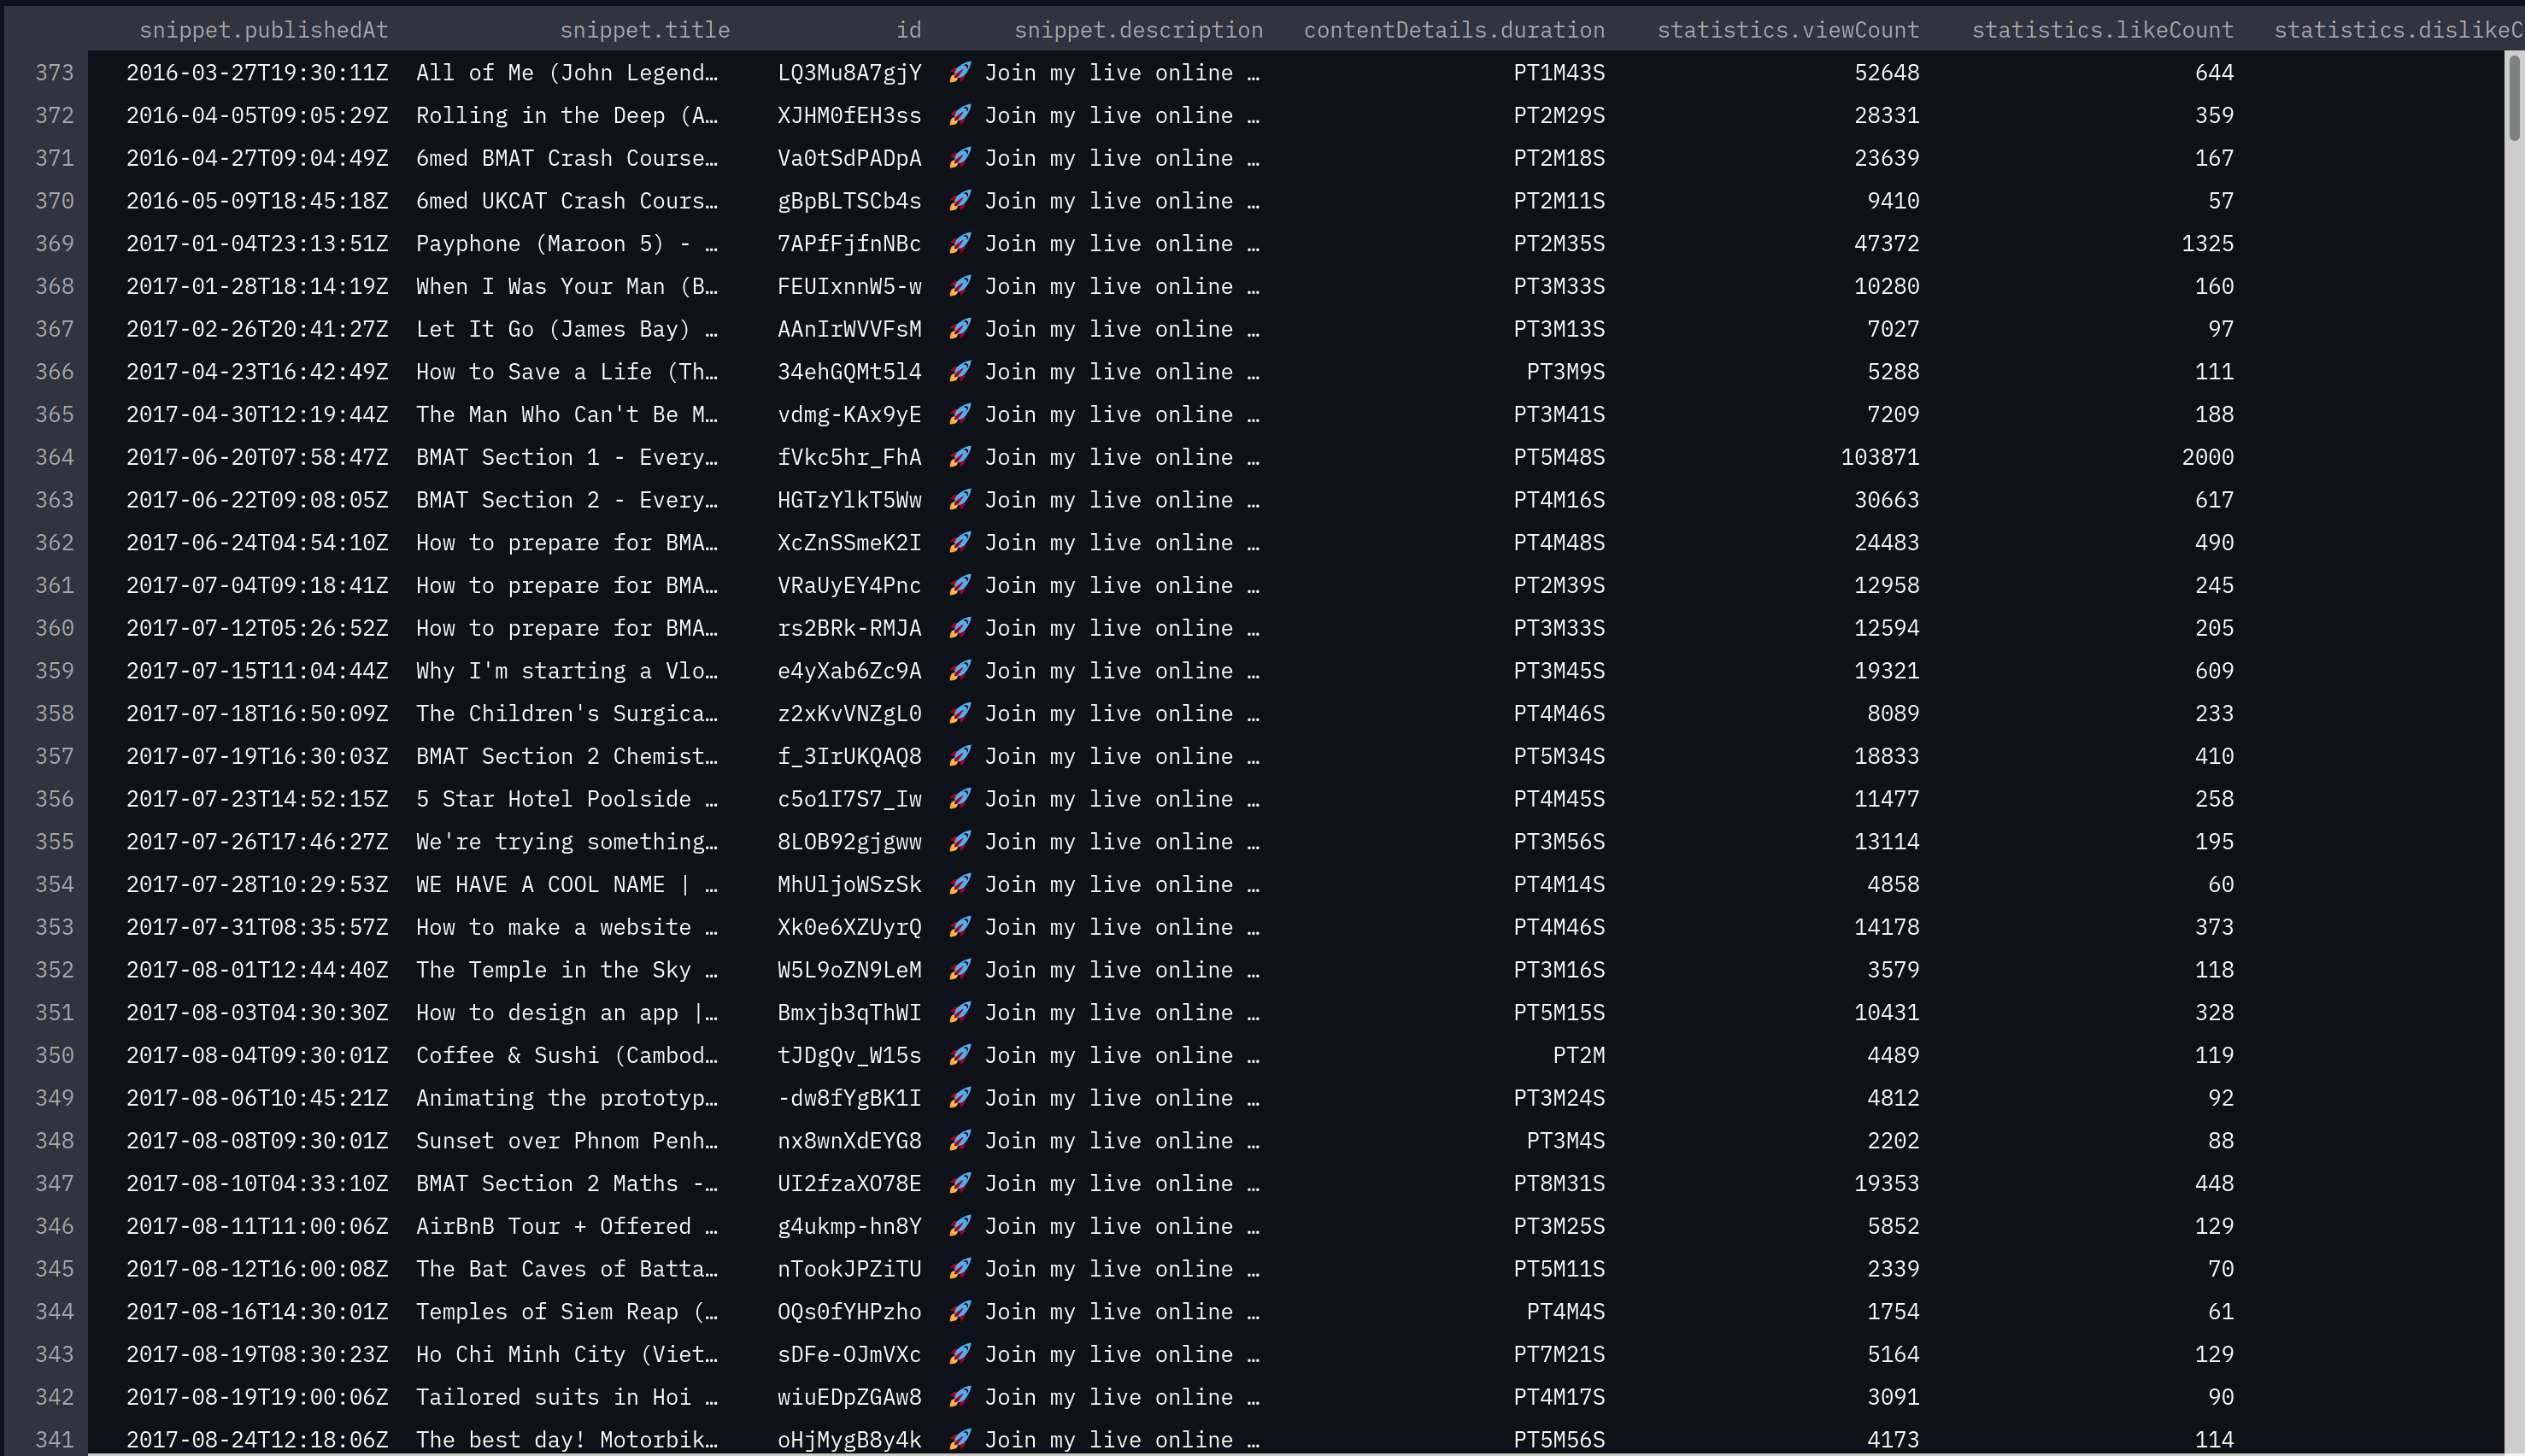 snippet.publishedAt snippet.title id snippet.description contentDetails.duration statistics.viewCount statistics.likeCount statistics.dislikeC
373 2016-03-27T19:30:11Z All of Me (John Legend… LQ3Mu8A7gjY 🚀 Join my live online … PT1M43S 52648 644
372 2016-04-05T09:05:29Z Rolling in the Deep (A… XJHM0fEH3ss 🚀 Join my live online … PT2M29S 28331 359
371 2016-04-27T09:04:49Z 6med BMAT Crash Course… Va0tSdPADpA 🚀 Join my live online … PT2M18S 23639 167
370 2016-05-09T18:45:18Z 6med UKCAT Crash Cours… gBpBLTSCb4s 🚀 Join my live online … PT2M11S 9410 57
369 2017-01-04T23:13:51Z Payphone (Maroon 5) - … 7APfFjfnNBc 🚀 Join my live online … PT2M35S 47372 1325
368 2017-01-28T18:14:19Z When I Was Your Man (B… FEUIxnnW5-w 🚀 Join my live online … PT3M33S 10280 160
367 2017-02-26T20:41:27Z Let It Go (James Bay) … AAnIrWVVFsM 🚀 Join my live online … PT3M13S 7027 97
366 2017-04-23T16:42:49Z How to Save a Life (Th… 34ehGQMt5l4 🚀 Join my live online … PT3M9S 5288 111
365 2017-04-30T12:19:44Z The Man Who Can't Be M… vdmg-KAx9yE 🚀 Join my live online … PT3M41S 7209 188
364 2017-06-20T07:58:47Z BMAT Section 1 - Every… fVkc5hr_FhA 🚀 Join my live online … PT5M48S 103871 2000
363 2017-06-22T09:08:05Z BMAT Section 2 - Every… HGTzYlkT5Ww 🚀 Join my live online … PT4M16S 30663 617
362 2017-06-24T04:54:10Z How to prepare for BMA… XcZnSSmeK2I 🚀 Join my live online … PT4M48S 24483 490
361 2017-07-04T09:18:41Z How to prepare for BMA… VRaUyEY4Pnc 🚀 Join my live online … PT2M39S 12958 245
360 2017-07-12T05:26:52Z How to prepare for BMA… rs2BRk-RMJA 🚀 Join my live online … PT3M33S 12594 205
359 2017-07-15T11:04:44Z Why I'm starting a Vlo… e4yXab6Zc9A 🚀 Join my live online … PT3M45S 19321 609
358 2017-07-18T16:50:09Z The Children's Surgica… z2xKvVNZgL0 🚀 Join my live online … PT4M46S 8089 233
357 2017-07-19T16:30:03Z BMAT Section 2 Chemist… f_3IrUKQAQ8 🚀 Join my live online … PT5M34S 18833 410
356 2017-07-23T14:52:15Z 5 Star Hotel Poolside … c5o1I7S7_Iw 🚀 Join my live online … PT4M45S 11477 258
355 2017-07-26T17:46:27Z We're trying something… 8LOB92gjgww 🚀 Join my live online … PT3M56S 13114 195
354 2017-07-28T10:29:53Z WE HAVE A COOL NAME | … MhUljoWSzSk 🚀 Join my live online … PT4M14S 4858 60
353 2017-07-31T08:35:57Z How to make a website … Xk0e6XZUyrQ 🚀 Join my live online … PT4M46S 14178 373
352 2017-08-01T12:44:40Z The Temple in the Sky … W5L9oZN9LeM 🚀 Join my live online … PT3M16S 3579 118
351 2017-08-03T04:30:30Z How to design an app |… Bmxjb3qThWI 🚀 Join my live online … PT5M15S 10431 328
350 2017-08-04T09:30:01Z Coffee & Sushi (Cambod… tJDgQv_W15s 🚀 Join my live online … PT2M 4489 119
349 2017-08-06T10:45:21Z Animating the prototyp… -dw8fYgBK1I 🚀 Join my live online … PT3M24S 4812 92
348 2017-08-08T09:30:01Z Sunset over Phnom Penh… nx8wnXdEYG8 🚀 Join my live online … PT3M4S 2202 88
347 2017-08-10T04:33:10Z BMAT Section 2 Maths -… UI2fzaXO78E 🚀 Join my live online … PT8M31S 19353 448
346 2017-08-11T11:00:06Z AirBnB Tour + Offered … g4ukmp-hn8Y 🚀 Join my live online … PT3M25S 5852 129
345 2017-08-12T16:00:08Z The Bat Caves of Batta… nTookJPZiTU 🚀 Join my live online … PT5M11S 2339 70
344 2017-08-16T14:30:01Z Temples of Siem Reap (… OQs0fYHPzho 🚀 Join my live online … PT4M4S 1754 61
343 2017-08-19T08:30:23Z Ho Chi Minh City (Viet… sDFe-OJmVXc 🚀 Join my live online … PT7M21S 5164 129
342 2017-08-19T19:00:06Z Tailored suits in Hoi … wiuEDpZGAw8 🚀 Join my live online … PT4M17S 3091 90
341 2017-08-24T12:18:06Z The best day! Motorbik… oHjMygB8y4k 🚀 Join my live online … PT5M56S 4173 114